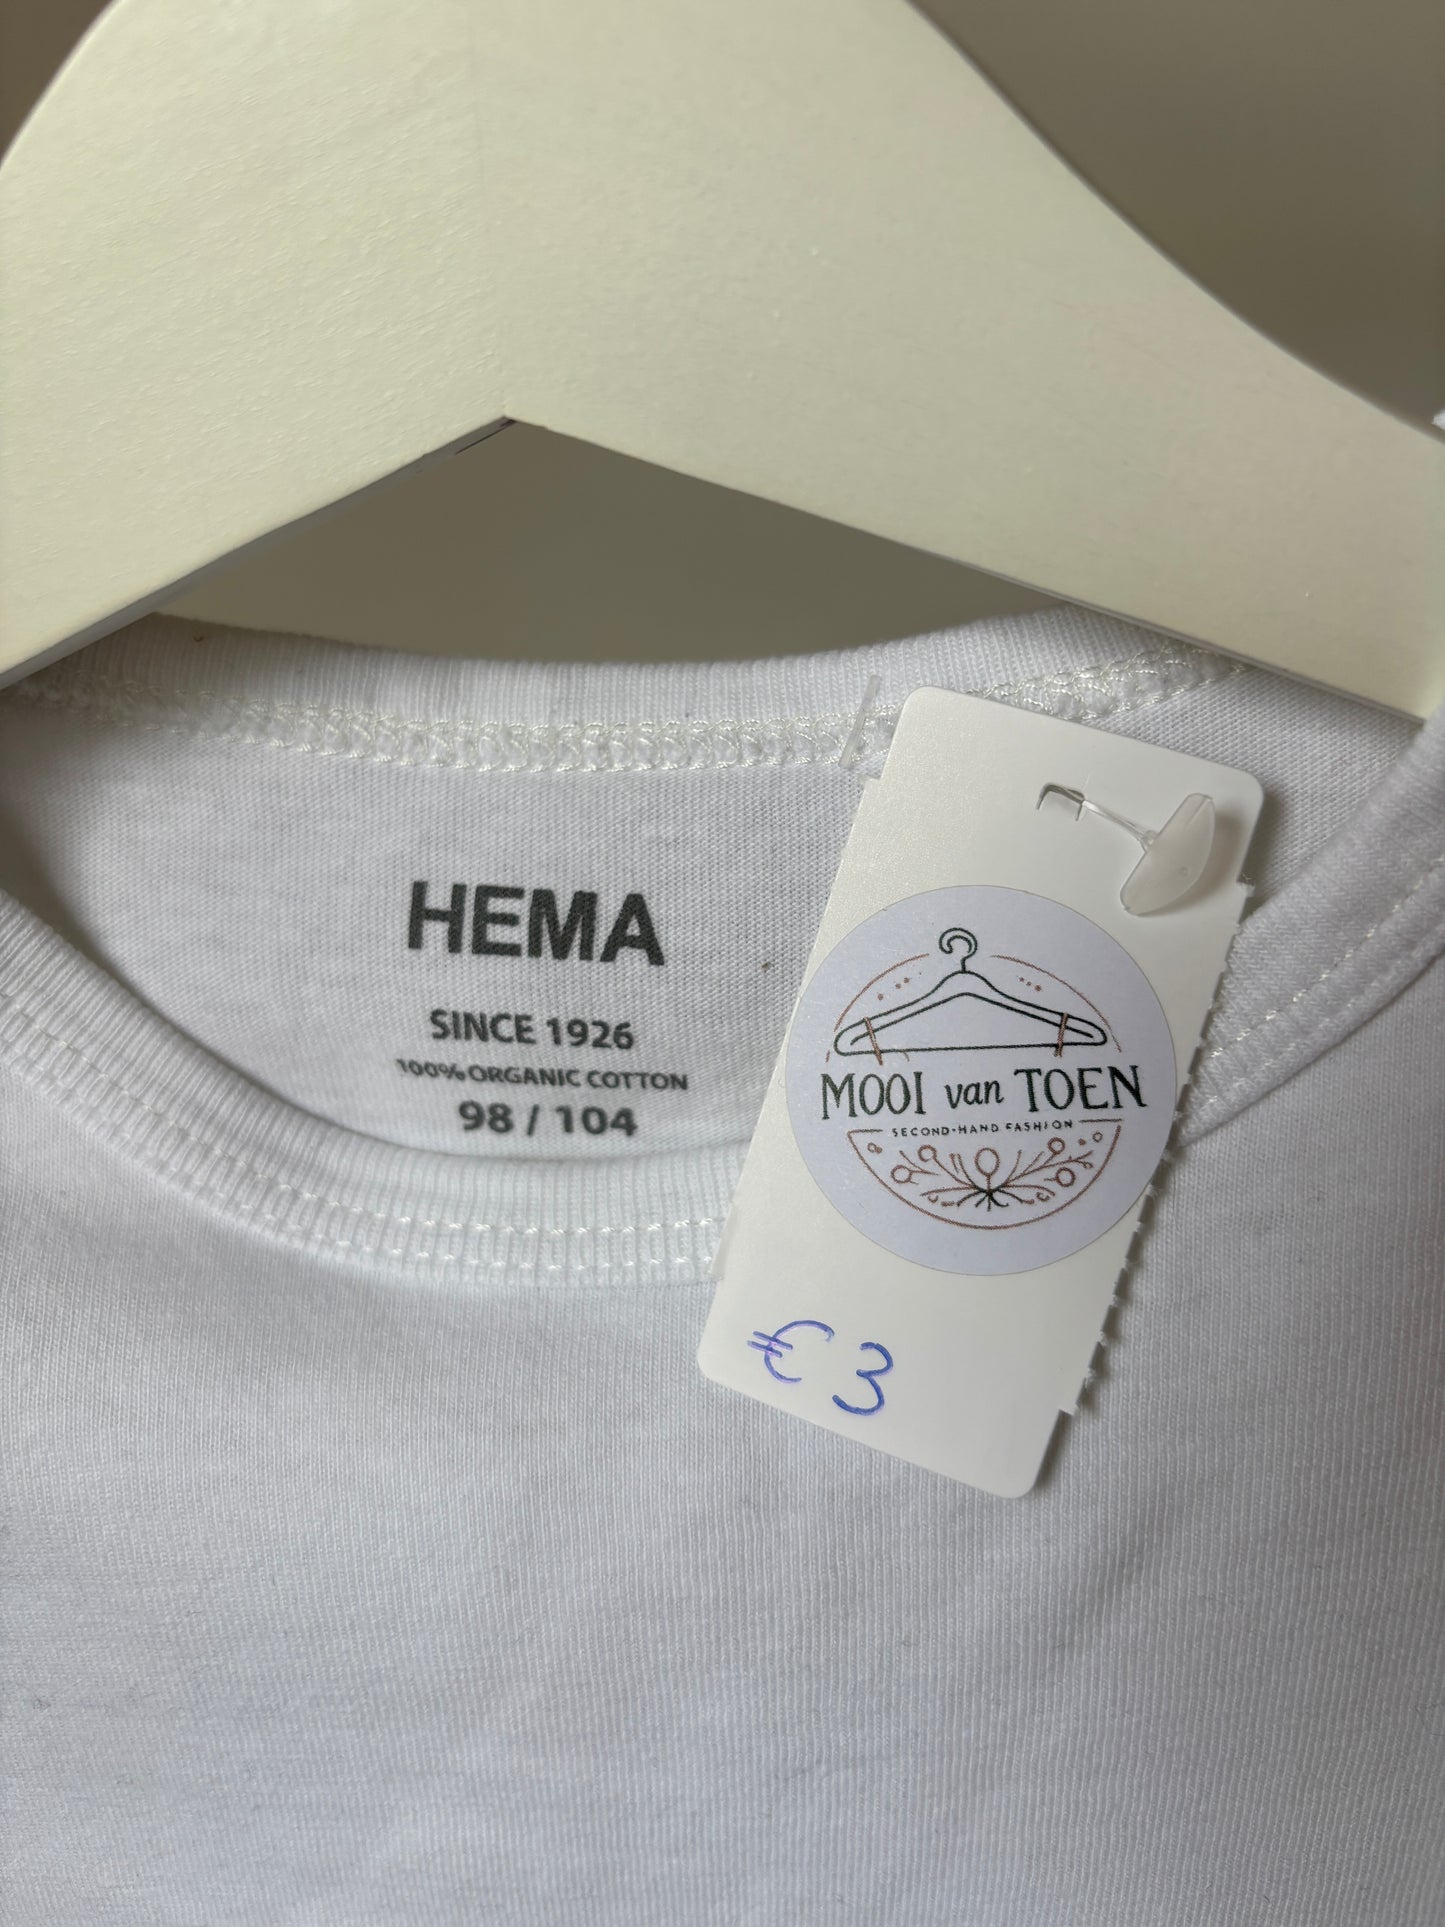 HEMA
SINCE 1926
100% ORGANIC COTTON
98 / 104
MOOI van TOEN
SECOND-HAND FASHION
€3